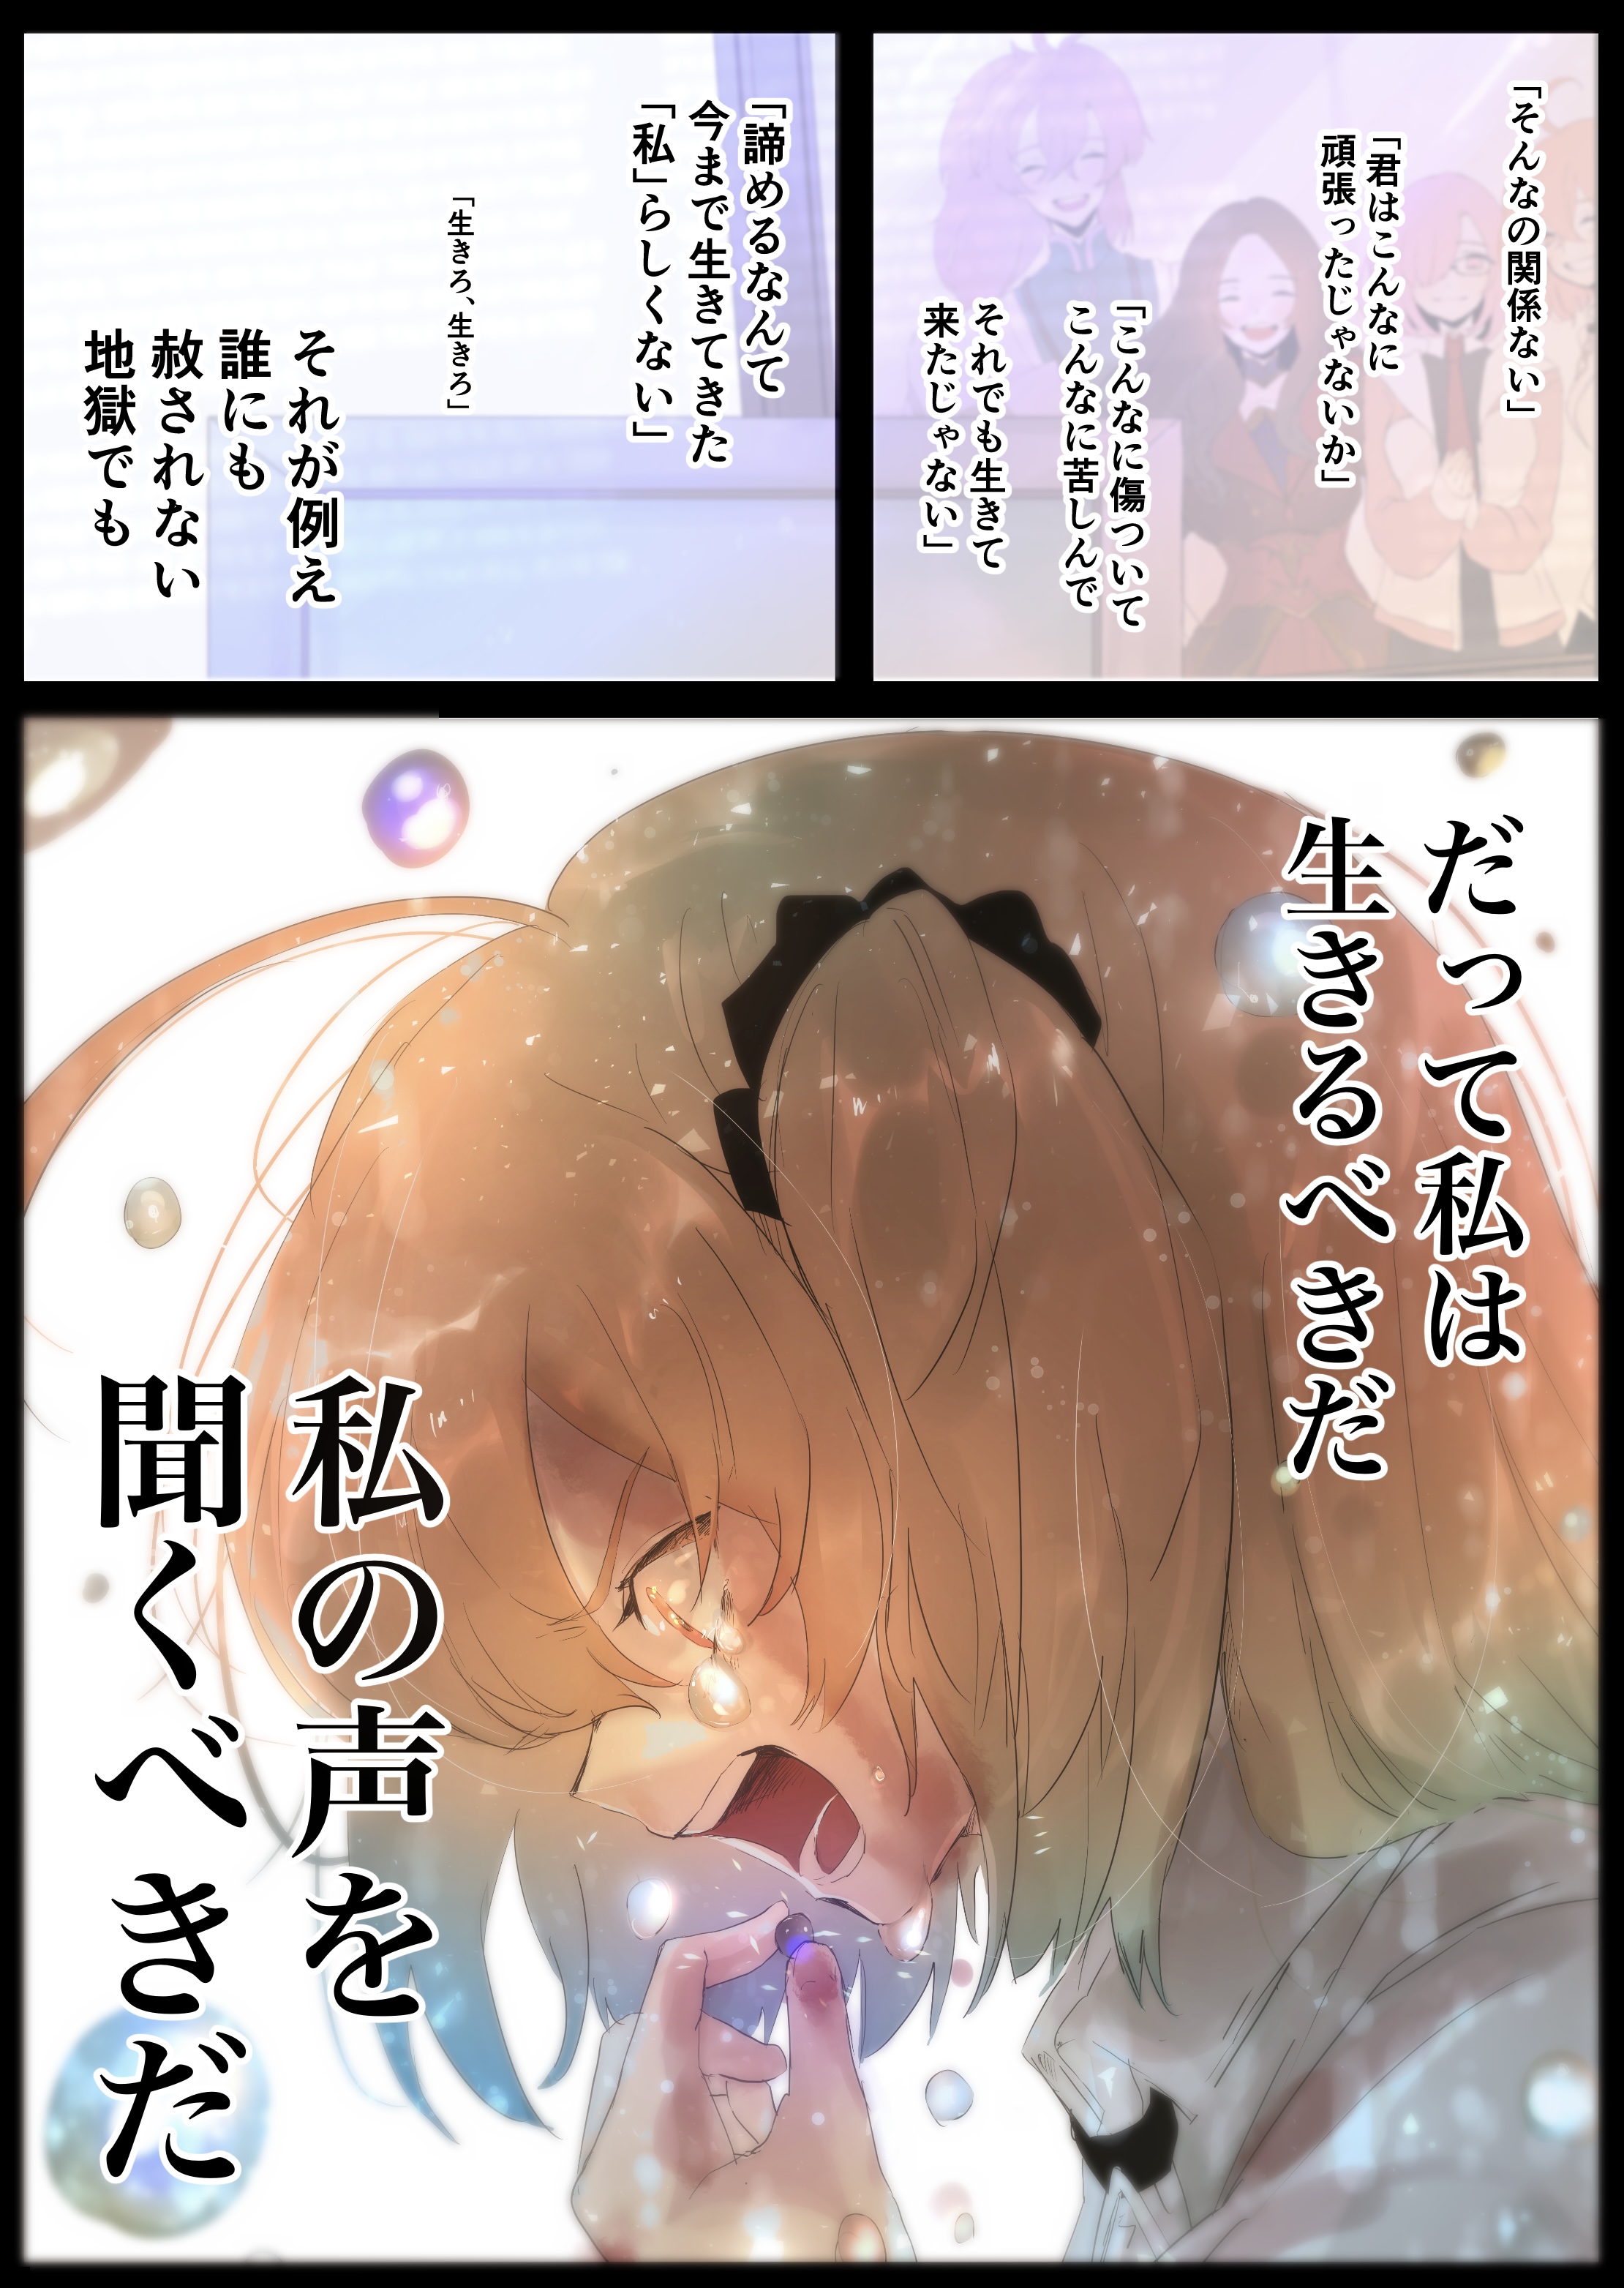 「そんなの関係ない」
「君はこんなに
頑張ったじゃないか」
「こんなに傷ついて
こんなに苦しんで
それでも生きて
来たじゃない」
「諦めるなんて
今まで生きてきた
「私」らしくない」
「生きろ、生きろ」
それが例え
誰にも
赦されない
地獄でも
だって私は
生きるべきだ
私の声を
聞くべきだ